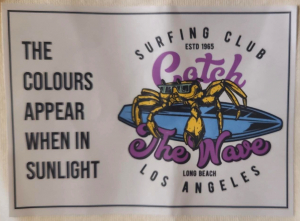 THE
COLOURS
APPEAR
WHEN IN
SUNLIGHT
SURFING CLUB
ESTD 1965
Catch
The Wave
LONG BEACH
LOS ANGELES